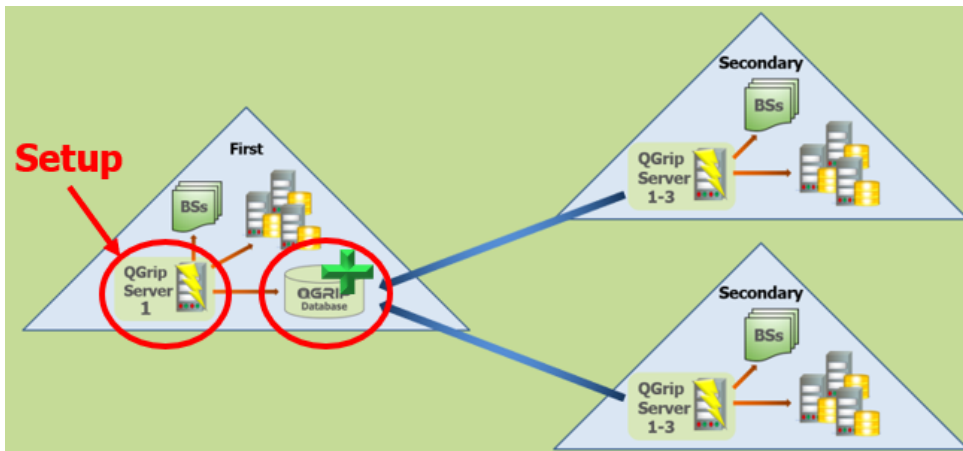 Setup
First
BSs
QGrip
Server
1
QGRIP
Database
Secondary
BSs
QGrip
Server
1-3
Secondary
BSs
QGrip
Server
1-3